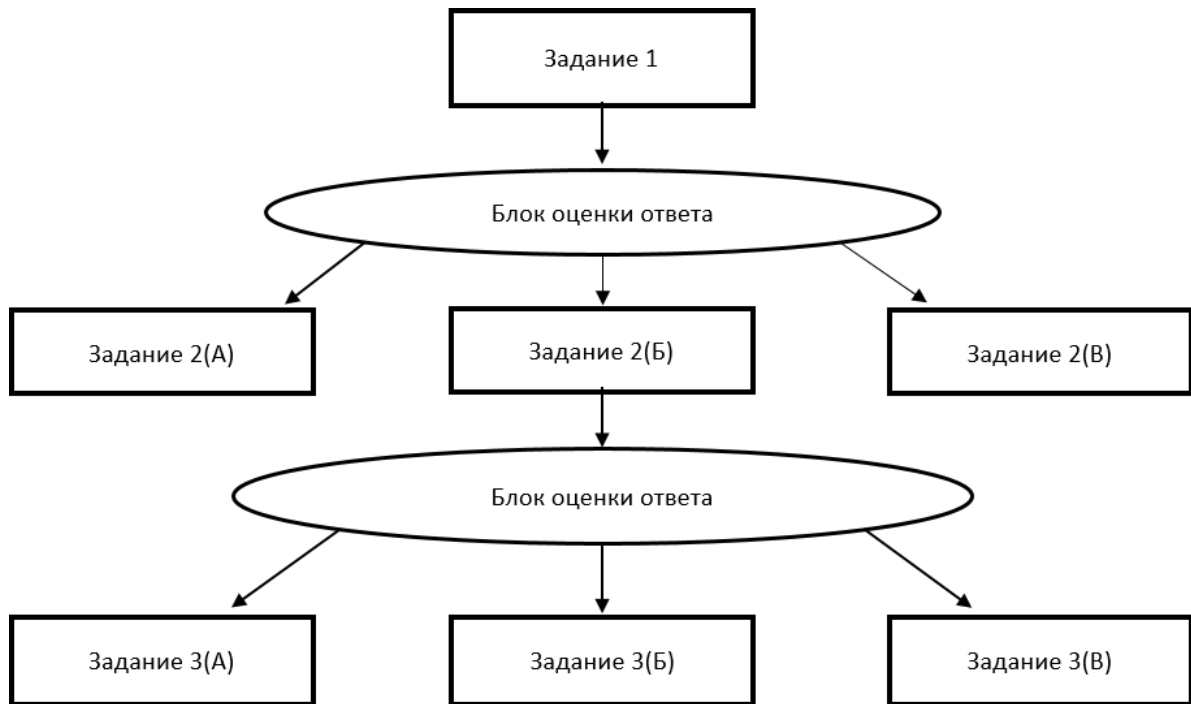 Задание 1
Блок оценки ответа
Задание 2(А)
Задание 2(Б)
Задание 2(В)
Блок оценки ответа
Задание 3(А)
Задание 3(Б)
Задание 3(В)